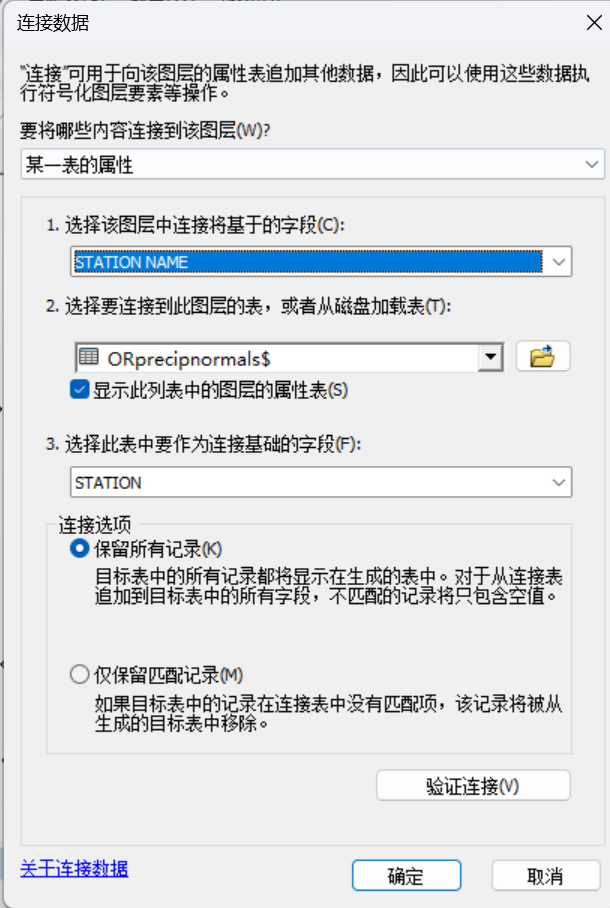 连接数据
"连接"可用于向该图层的属性表追加其他数据，因此可以使用这些数据执
行符号化图层要素等操作。
要将哪些内容连接到该图层(W)?
某一表的属性
1. 选择该图层中连接将基于的字段(C):
STATION NAME
2. 选择要连接到此图层的表，或者从磁盘加载表(T):
ORprecipnormals$
显示此列表中的图层的属性表(S)
3. 选择此表中要作为连接基础的字段(F):
STATION
连接选项
保留所有记录(K)
目标表中的所有记录都将显示在生成的表中。对于从连接表
追加到目标表中的所有字段，不匹配的记录将只包含空值。
仅保留匹配记录(M)
如果目标表中的记录在连接表中没有匹配项，该记录将被从
生成的目标表中移除。
验证连接(V)
关于连接数据
确定
取消